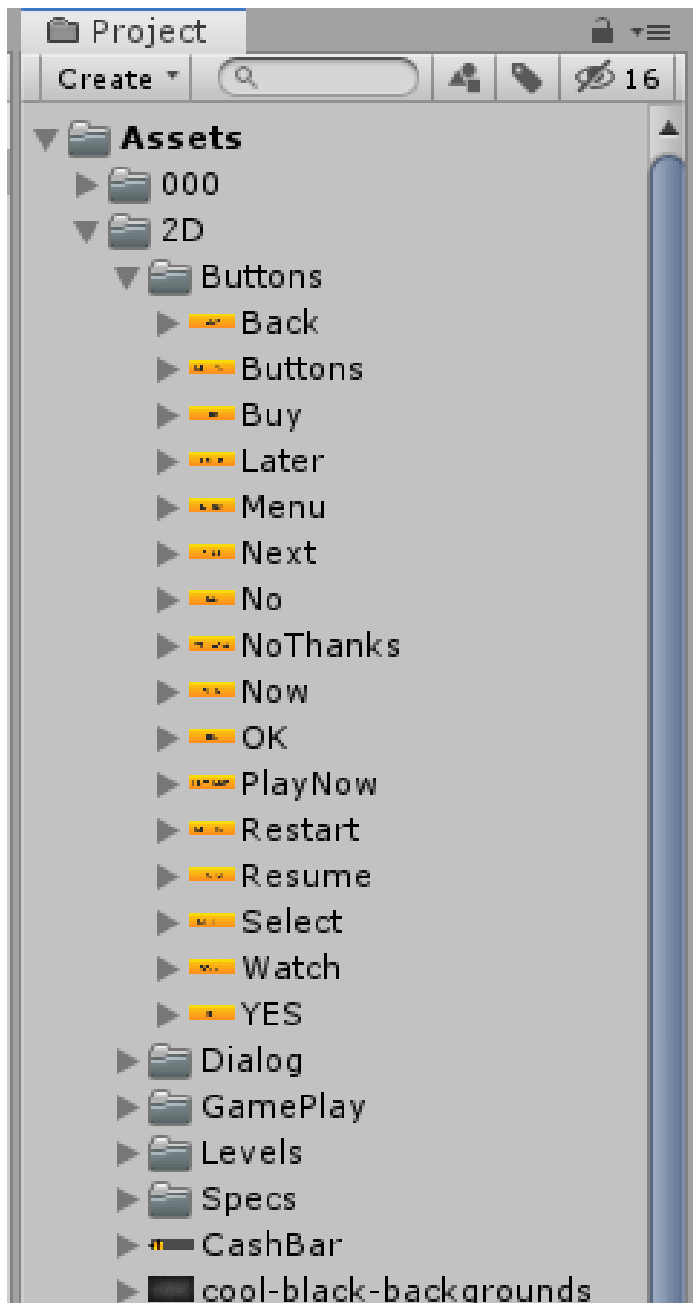 Project
Create 16
Assets
000
2D
Buttons
Back
Buttons
Buy
Later
Menu
Next
No
NoThanks
Now
OK
PlayNow
Restart
Resume
Select
Watch
YES
Dialog
GamePlay
Levels
Specs
CashBar
cool-black-backgrounds